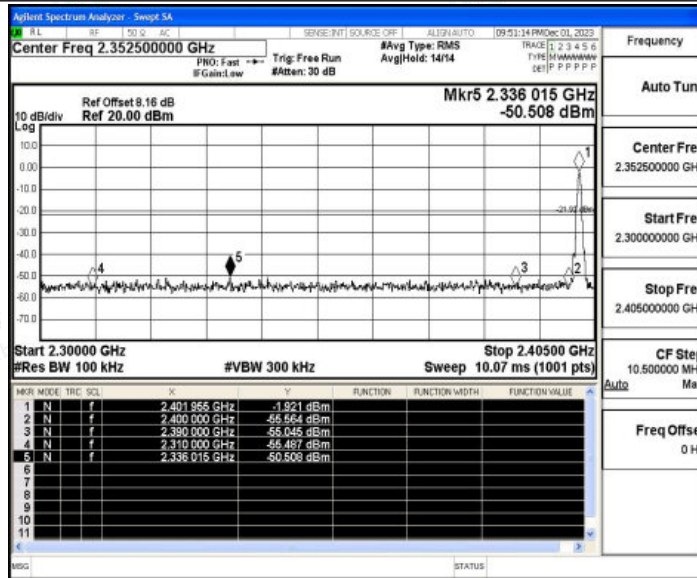 Agilent Spectrum Analyzer - Swept SA
RL RF 50 Ω AC SENSE:INT SOURCE OFF ALIGN AUTO 09:51:14 PM Dec 01, 2023
Center Freq 2.352500000 GHz #Avg Type: RMS TRACE 1 2 3 4 5 6
PNO: Fast Trig: Free Run Avg|Hold: 14/14 TYPE
IFGain:Low #Atten: 30 dB DET P P P P P P
Ref Offset 8.16 dB Mkr5 2.336 015 GHz
10 dB/div Ref 20.00 dBm -50.508 dBm
Log
10.0
0.00
-10.0
-20.0
-30.0
-40.0
-50.0
-60.0
-70.0
1
4
5
3
2
Start 2.30000 GHz Stop 2.40500 GHz
#Res BW 100 kHz #VBW 300 kHz Sweep 10.07 ms (1001 pts)
MKR MODE TRC SCL X Y FUNCTION FUNCTION WIDTH FUNCTION VALUE
1 N f 2.401 955 GHz -1.921 dBm
2 N f 2.400 000 GHz -55.564 dBm
3 N f 2.390 000 GHz -55.045 dBm
4 N f 2.310 000 GHz -55.487 dBm
5 N f 2.336 015 GHz -50.508 dBm
6
7
8
9
10
11
MSG STATUS
Frequency
Auto Tun
Center Fre
2.352500000 GH
Start Fre
2.300000000 GH
Stop Fre
2.405000000 GH
CF Step
10.500000 MH
Auto Ma
Freq Offse
0 H